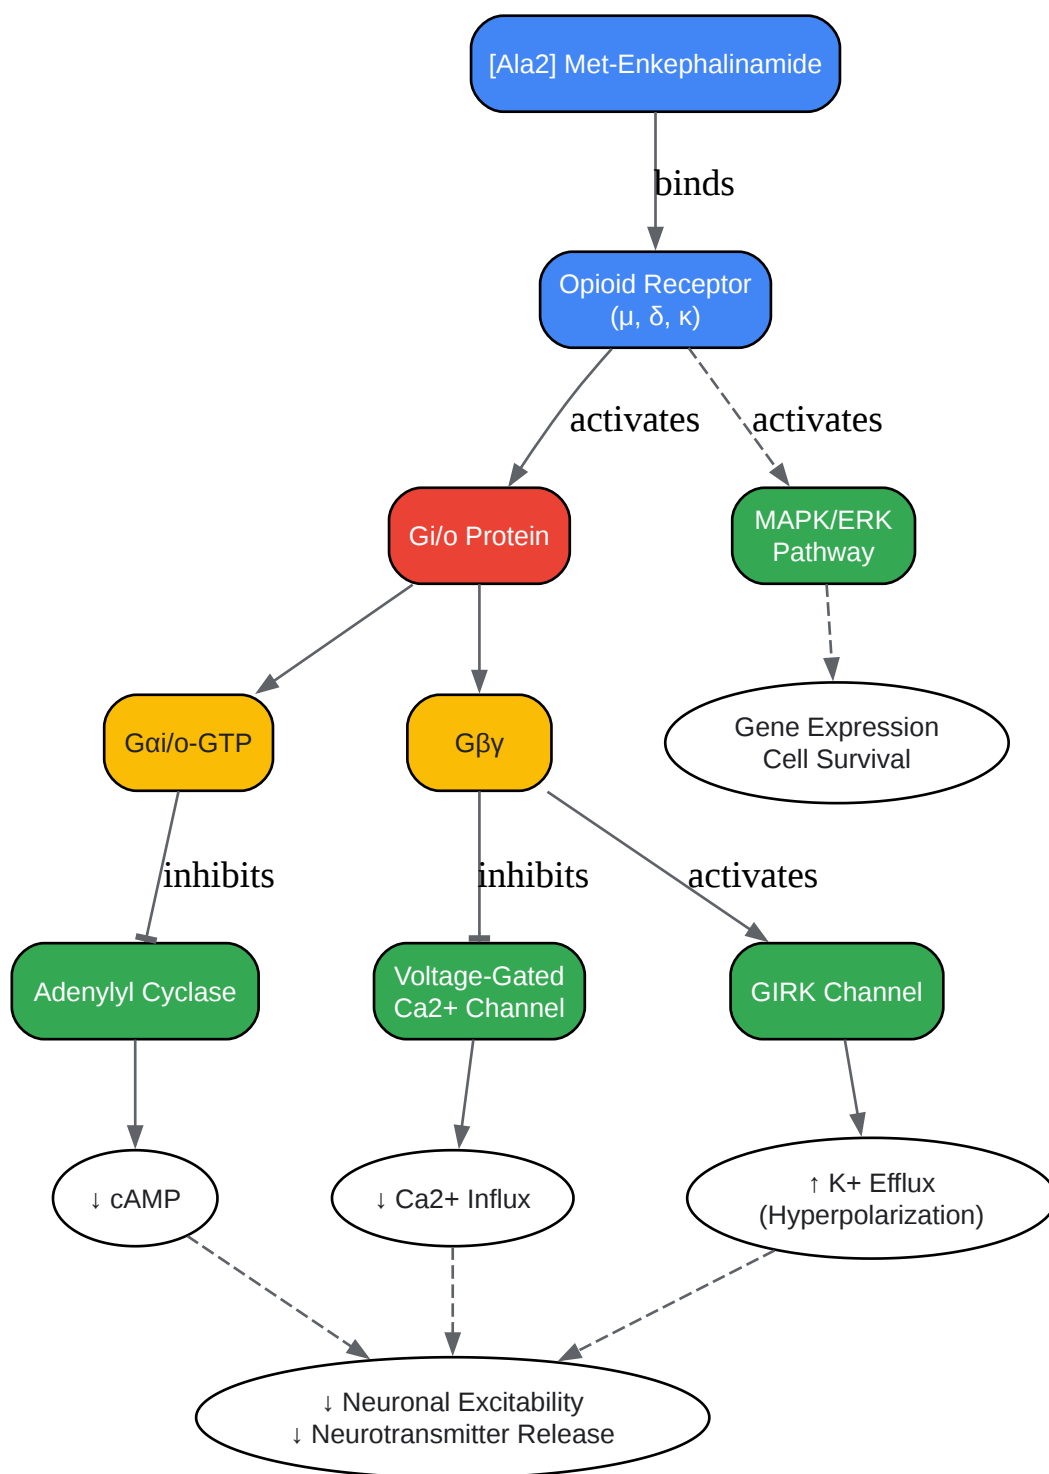 [Ala2] Met-Enkephalinamide
binds
Opioid Receptor
(μ, δ, κ)
activates
activates
Gi/o Protein
MAPK/ERK
Pathway
Gαi/o-GTP
Gβγ
Gene Expression
Cell Survival
inhibits
inhibits
activates
Adenylyl Cyclase
Voltage-Gated
Ca2+ Channel
GIRK Channel
↓ cAMP
↓ Ca2+ Influx
↑ K+ Efflux
(Hyperpolarization)
↓ Neuronal Excitability
↓ Neurotransmitter Release